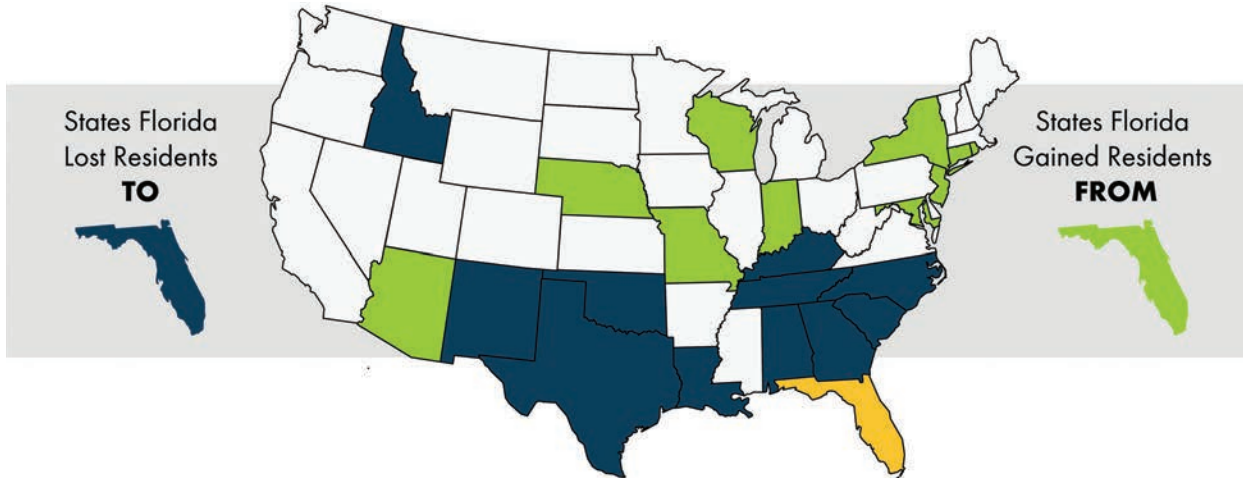 States Florida
Lost Residents
TO
States Florida
Gained Residents
FROM